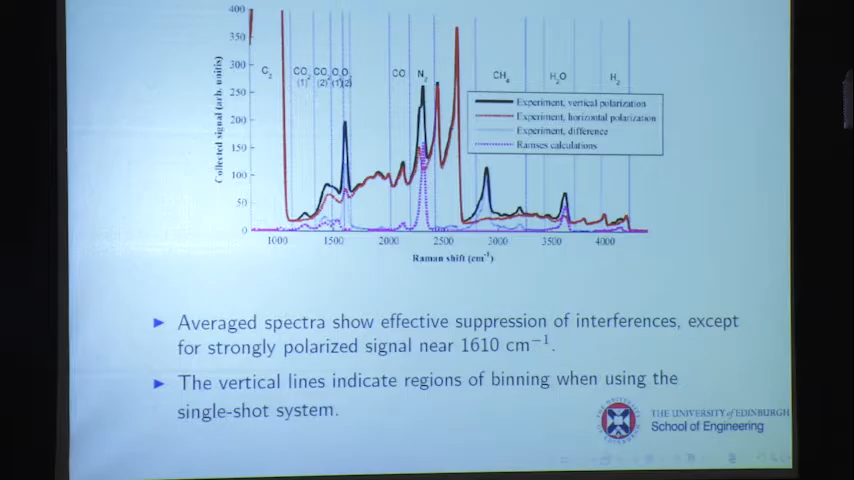 400
350
300
250
200
150
100
50
0
Collected signal (arb. unitis)
C2 CO2 CO2 O2 O2 CO N2 CH4 H2O H2
(1) (2) (1) (2)
Experiment, vertical polarization
Experiment, horizontal polarization
Experiment, difference
Ramses calculations
1000 1500 2000 2500 3000 3500 4000
Raman shift (cm-1)
Averaged spectra show effective suppression of interferences, except
for strongly polarized signal near 1610 cm−1.
The vertical lines indicate regions of binning when using the
single-shot system.
THE UNIVERSITY of EDINBURGH
School of Engineering